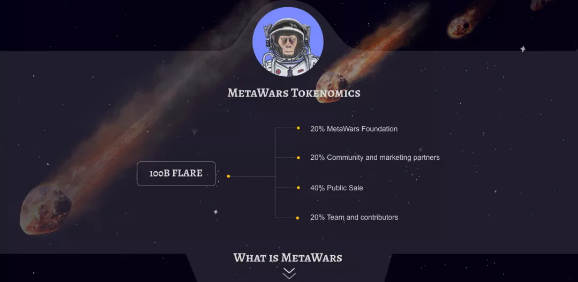 MetaWars Tokenomics
20% MetaWars Foundation
20% Community and marketing partners
100B FLARE
40% Public Sale
20% Team and contributors
What is MetaWars